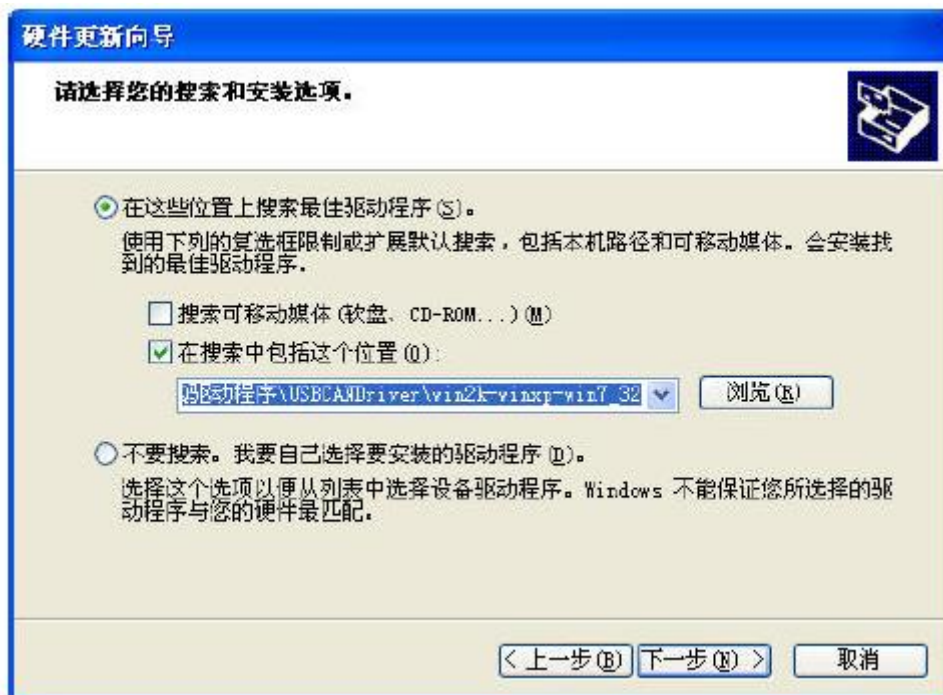 硬件更新向导
请选择您的搜索和安装选项。
在这些位置上搜索最佳驱动程序(S)。
使用下列的复选框限制或扩展默认搜索，包括本机路径和可移动媒体。会安装找
到的最佳驱动程序。
搜索可移动媒体(软盘、CD-ROM...)(M)
在搜索中包括这个位置(O):
驱动程序\USBCANDriver\win2k-winxp-win7_32
浏览(R)
不要搜索。我要自己选择要安装的驱动程序(D)。
选择这个选项以便从列表中选择设备驱动程序。Windows 不能保证您所选择的驱
动程序与您的硬件最匹配。
< 上一步(B) 下一步(N) > 取消